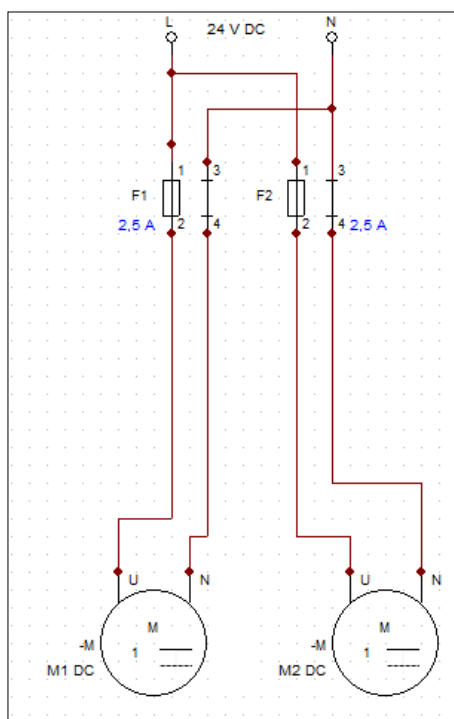 L 24 V DC N
1 3 1 3
F1 F2
2 4 2 4
2,5 A 2,5 A
U N U N
M M
-M 1 -M 1
M1 DC M2 DC